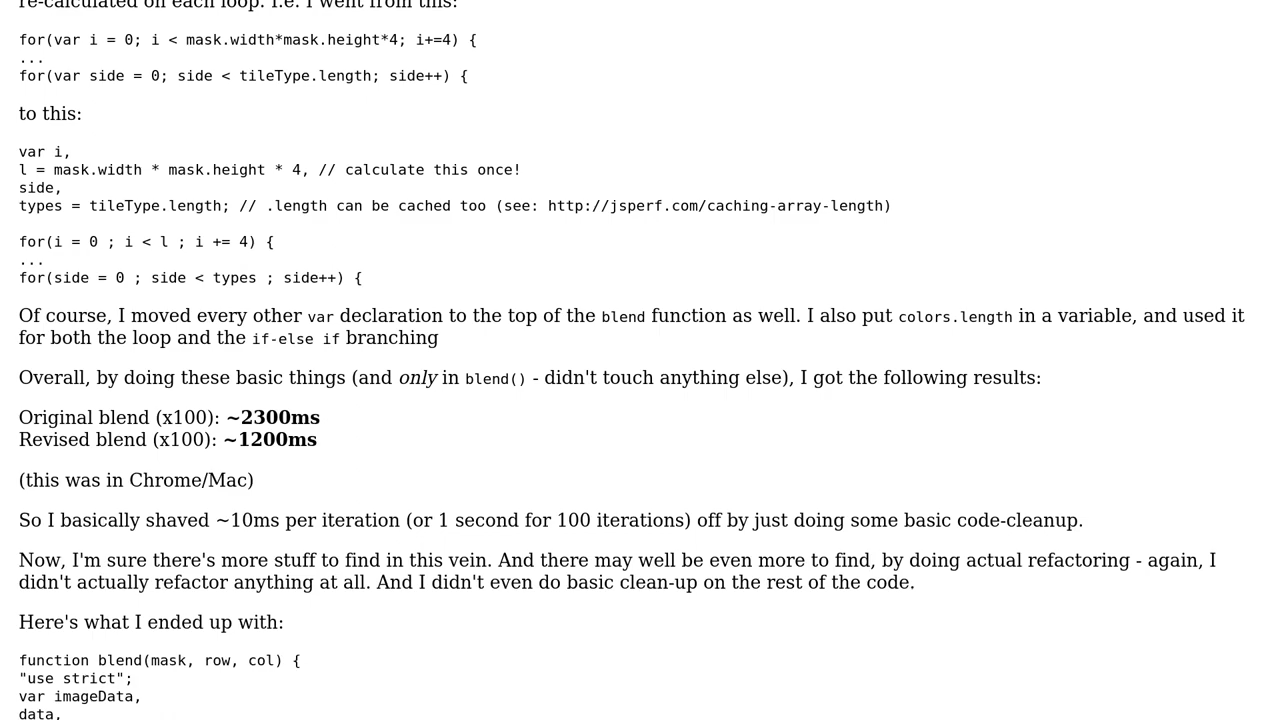 re-calculated on each loop. I.e. I went from this:
for(var i = 0; i < mask.width*mask.height*4; i+=4) {
...
for(var side = 0; side < tileType.length; side++) {
to this:
var i,
l = mask.width * mask.height * 4, // calculate this once!
side,
types = tileType.length; // .length can be cached too (see: http://jsperf.com/caching-array-length)
for(i = 0 ; i < l ; i += 4) {
...
for(side = 0 ; side < types ; side++) {
Of course, I moved every other var declaration to the top of the blend function as well. I also put colors.length in a variable, and used it
for both the loop and the if-else if branching
Overall, by doing these basic things (and only in blend() - didn't touch anything else), I got the following results:
Original blend (x100): ~2300ms
Revised blend (x100): ~1200ms
(this was in Chrome/Mac)
So I basically shaved ~10ms per iteration (or 1 second for 100 iterations) off by just doing some basic code-cleanup.
Now, I'm sure there's more stuff to find in this vein. And there may well be even more to find, by doing actual refactoring - again, I
didn't actually refactor anything at all. And I didn't even do basic clean-up on the rest of the code.
Here's what I ended up with:
function blend(mask, row, col) {
"use strict";
var imageData,
data,